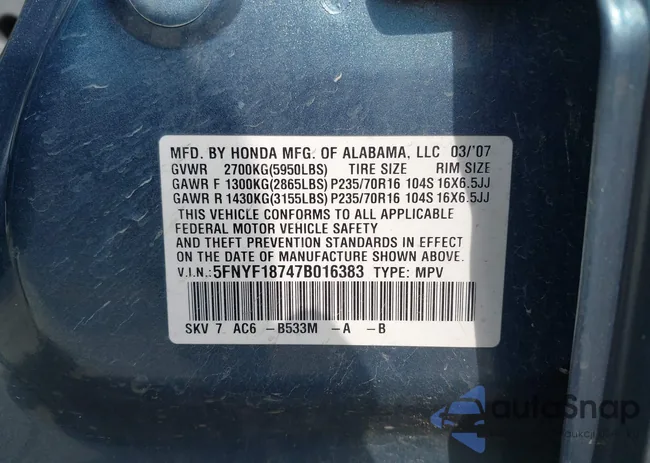 MFD. BY HONDA MFG. OF ALABAMA, LLC 03/'07
GVWR 2700KG(5950LBS) TIRE SIZE RIM SIZE
GAWR F 1300KG(2865LBS) P235/70R16 104S 16X6.5JJ
GAWR R 1430KG(3155LBS) P235/70R16 104S 16X6.5JJ
THIS VEHICLE CONFORMS TO ALL APPLICABLE
FEDERAL MOTOR VEHICLE SAFETY
AND THEFT PREVENTION STANDARDS IN EFFECT
ON THE DATE OF MANUFACTURE SHOWN ABOVE.
V.I.N.:5FNYF18747B016383 TYPE: MPV
SKV 7 AC6 -B533M -A -B
autoSnap